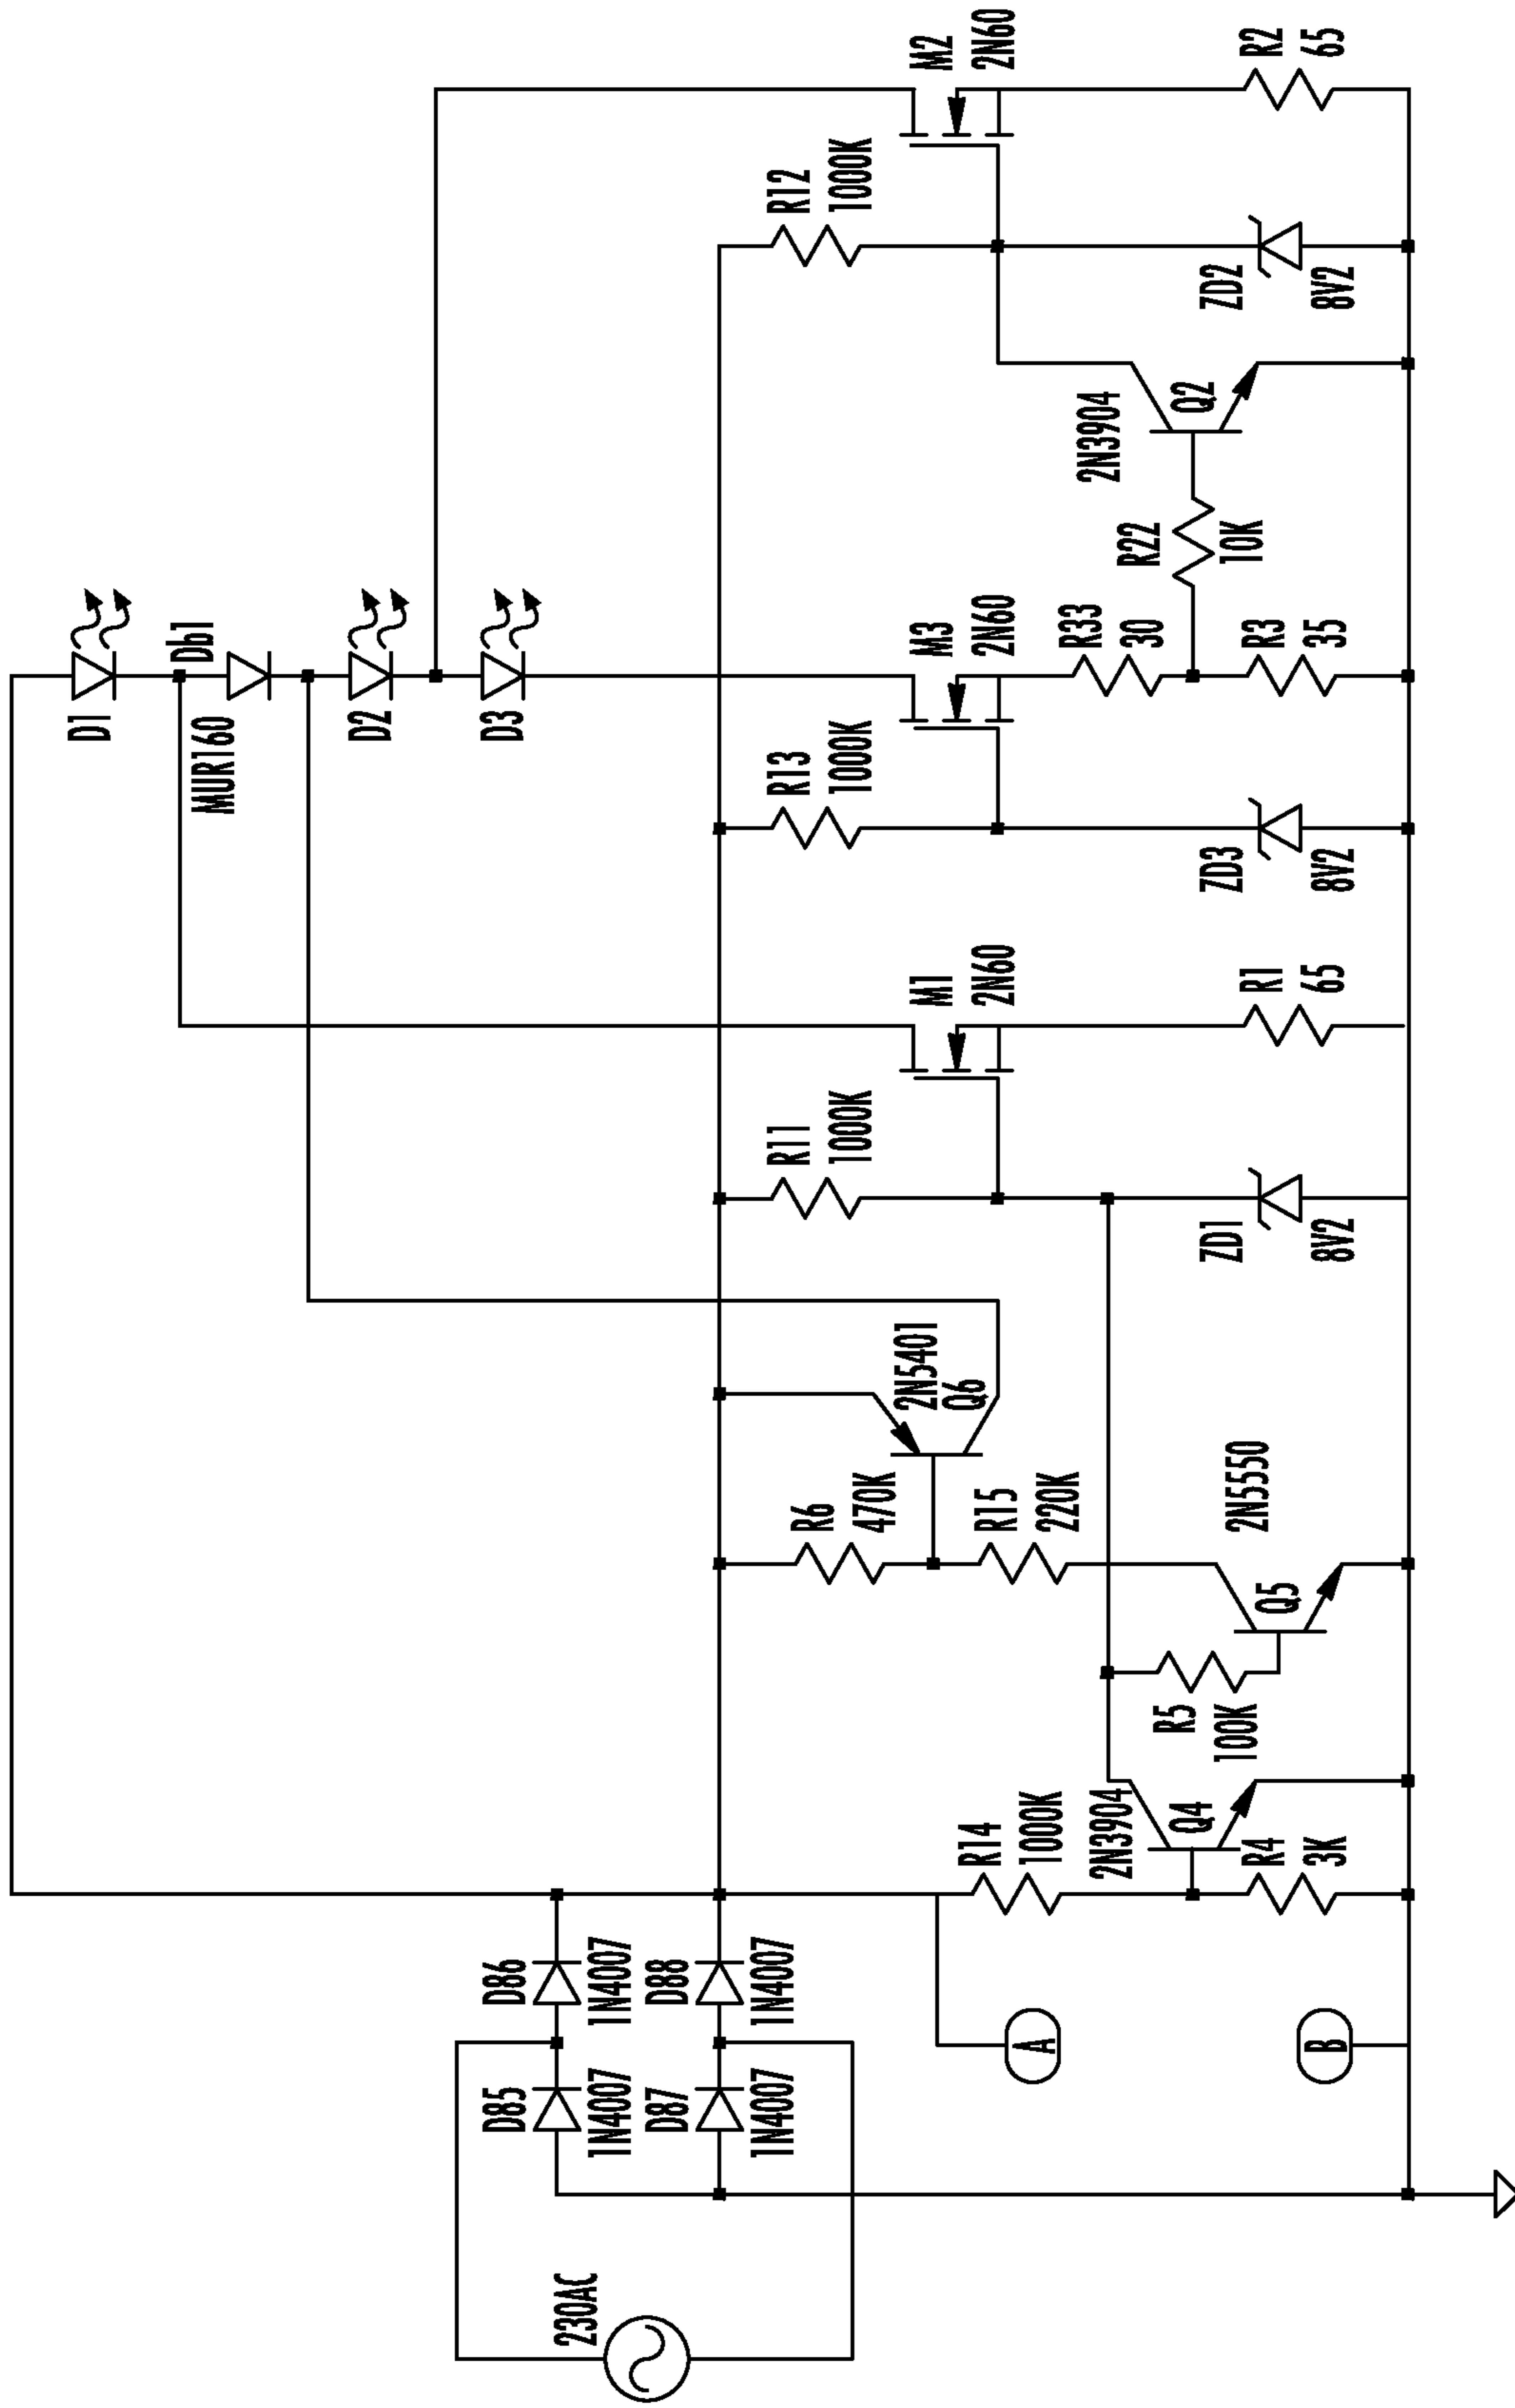 230AC
D85
1N4007
D86
1N4007
D87
1N4007
D88
1N4007
A
B
R14
1000K
2N3904
Q4
R4
3K
R5
100K
R6
470K
R15
220K
Q5
2N5550
2N5401
Q6
R11
1000K
ZD1
8V2
M1
2N60
R1
65
D1
Db1
MUR160
D2
D3
R13
1000K
ZD3
8V2
M3
2N60
R33
30
R3
35
R22
10K
2N3904
Q2
R12
1000K
ZD2
8V2
M2
2N60
R2
65